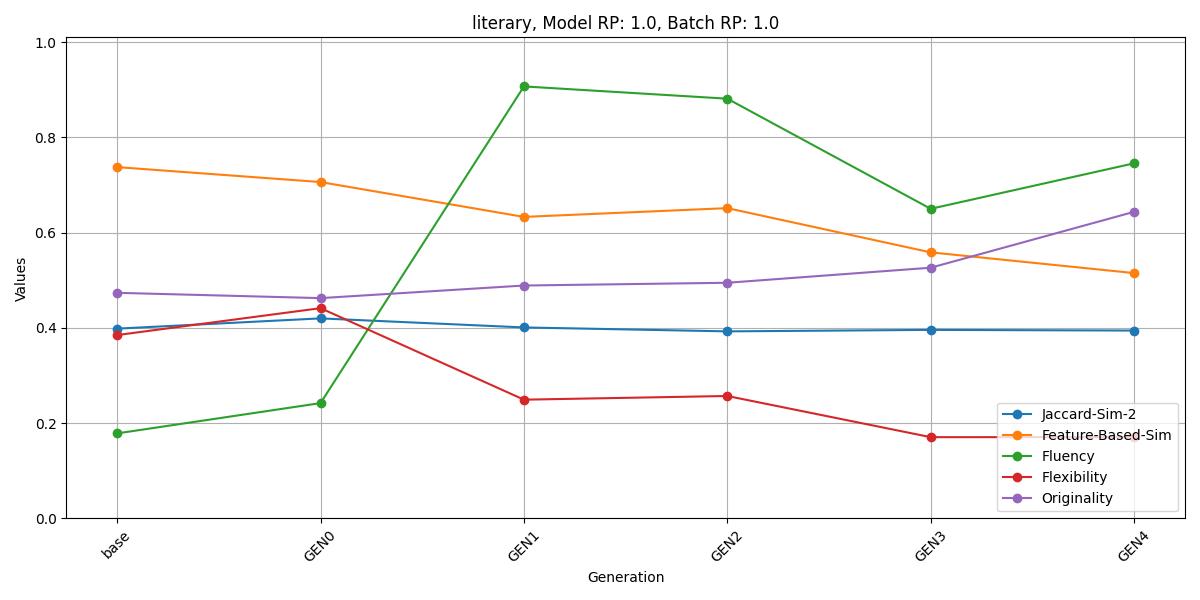 literary, Model RP: 1.0, Batch RP: 1.0
1.0
0.8
0.6
0.4
0.2
0.0
Values
base
GEN0
GEN1
GEN2
GEN3
GEN4
Generation
Jaccard-Sim-2
Feature-Based-Sim
Fluency
Flexibility
Originality